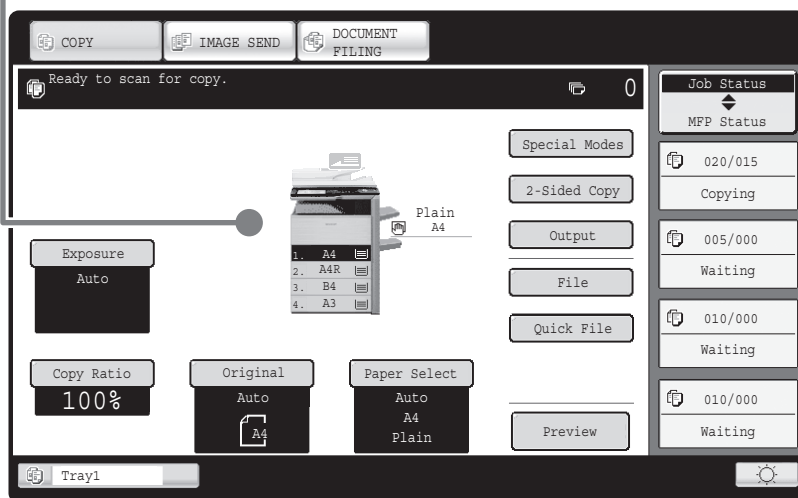 COPY
IMAGE SEND
DOCUMENT
FILING
Ready to scan for copy.
0
Job Status
MFP Status
Special Modes
020/015
Copying
2-Sided Copy
Plain
A4
Output
005/000
Waiting
Exposure
Auto
1. A4
2. A4R
3. B4
4. A3
File
Quick File
010/000
Waiting
Copy Ratio
100%
Original
Auto
A4
Paper Select
Auto
A4
Plain
Preview
010/000
Waiting
Tray1